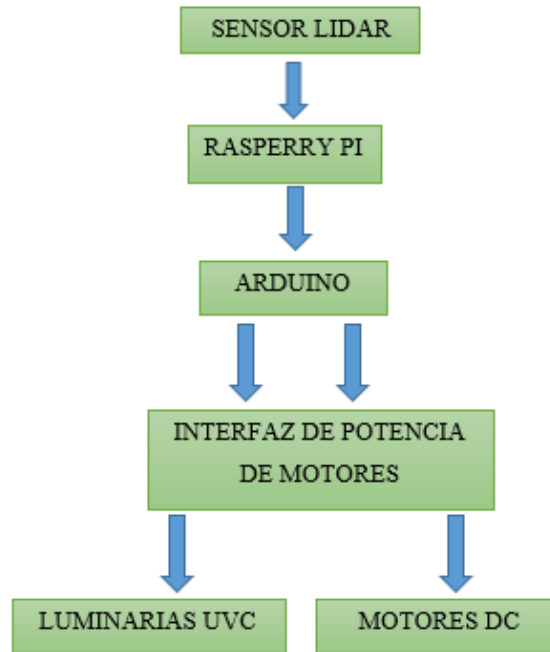 SENSOR LIDAR
RASPERRY PI
ARDUINO
INTERFAZ DE POTENCIA
DE MOTORES
LUMINARIAS UVC
MOTORES DC